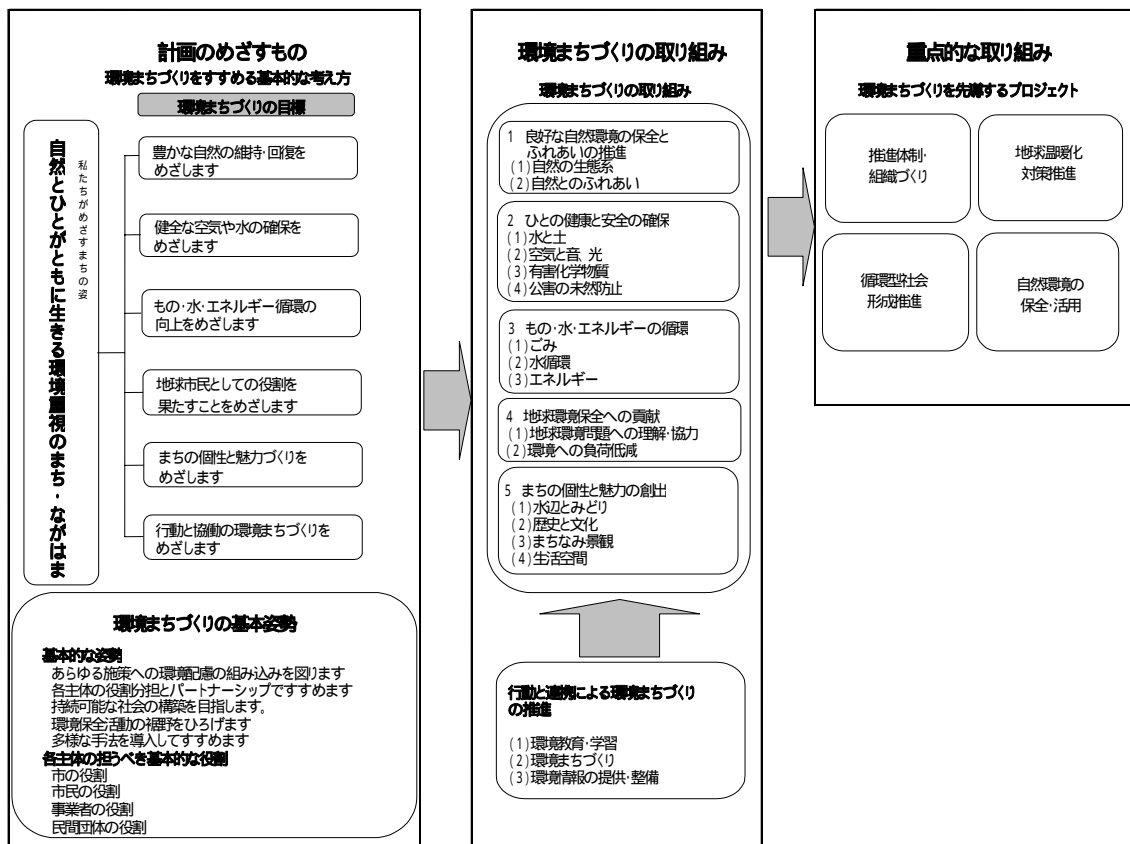 計画のめざすもの
環境まちづくりをすすめる基本的な考え方
環境まちづくりの目標
私たちがめざすまちの姿
自然とひとがともに生きる環境重視のまち・ながはま
豊かな自然の維持・回復を
めざします
健全な空気や水の確保を
めざします
もの・水・エネルギー循環の
向上をめざします
地球市民としての役割を
果たすことをめざします
まちの個性と魅力づくりを
めざします
行動と協働の環境まちづくりを
めざします
環境まちづくりの基本姿勢
基本的な姿勢
あらゆる施策への環境配慮の組み込みを図ります
各主体の役割分担とパートナーシップですすめます
持続可能な社会の構築を目指します。
環境保全活動の裾野をひろげます
多様な手法を導入してすすめます
各主体の担うべき基本的な役割
市の役割
市民の役割
事業者の役割
民間団体の役割
環境まちづくりの取り組み
環境まちづくりの取り組み
1 良好な自然環境の保全と
ふれあいの推進
(1)自然の生態系
(2)自然とのふれあい
2 ひとの健康と安全の確保
(1)水と土
(2)空気と音、光
(3)有害化学物質
(4)公害の未然防止
3 もの・水・エネルギーの循環
(1)ごみ
(2)水循環
(3)エネルギー
4 地球環境保全への貢献
(1)地球環境問題への理解・協力
(2)環境への負荷低減
5 まちの個性と魅力の創出
(1)水辺とみどり
(2)歴史と文化
(3)まちなみ景観
(4)生活空間
行動と連携による環境まちづくり
の推進
(1)環境教育・学習
(2)環境まちづくり
(3)環境情報の提供・整備
重点的な取り組み
環境まちづくりを先導するプロジェクト
推進体制・
組織づくり
地球温暖化
対策推進
循環型社会
形成推進
自然環境の
保全・活用